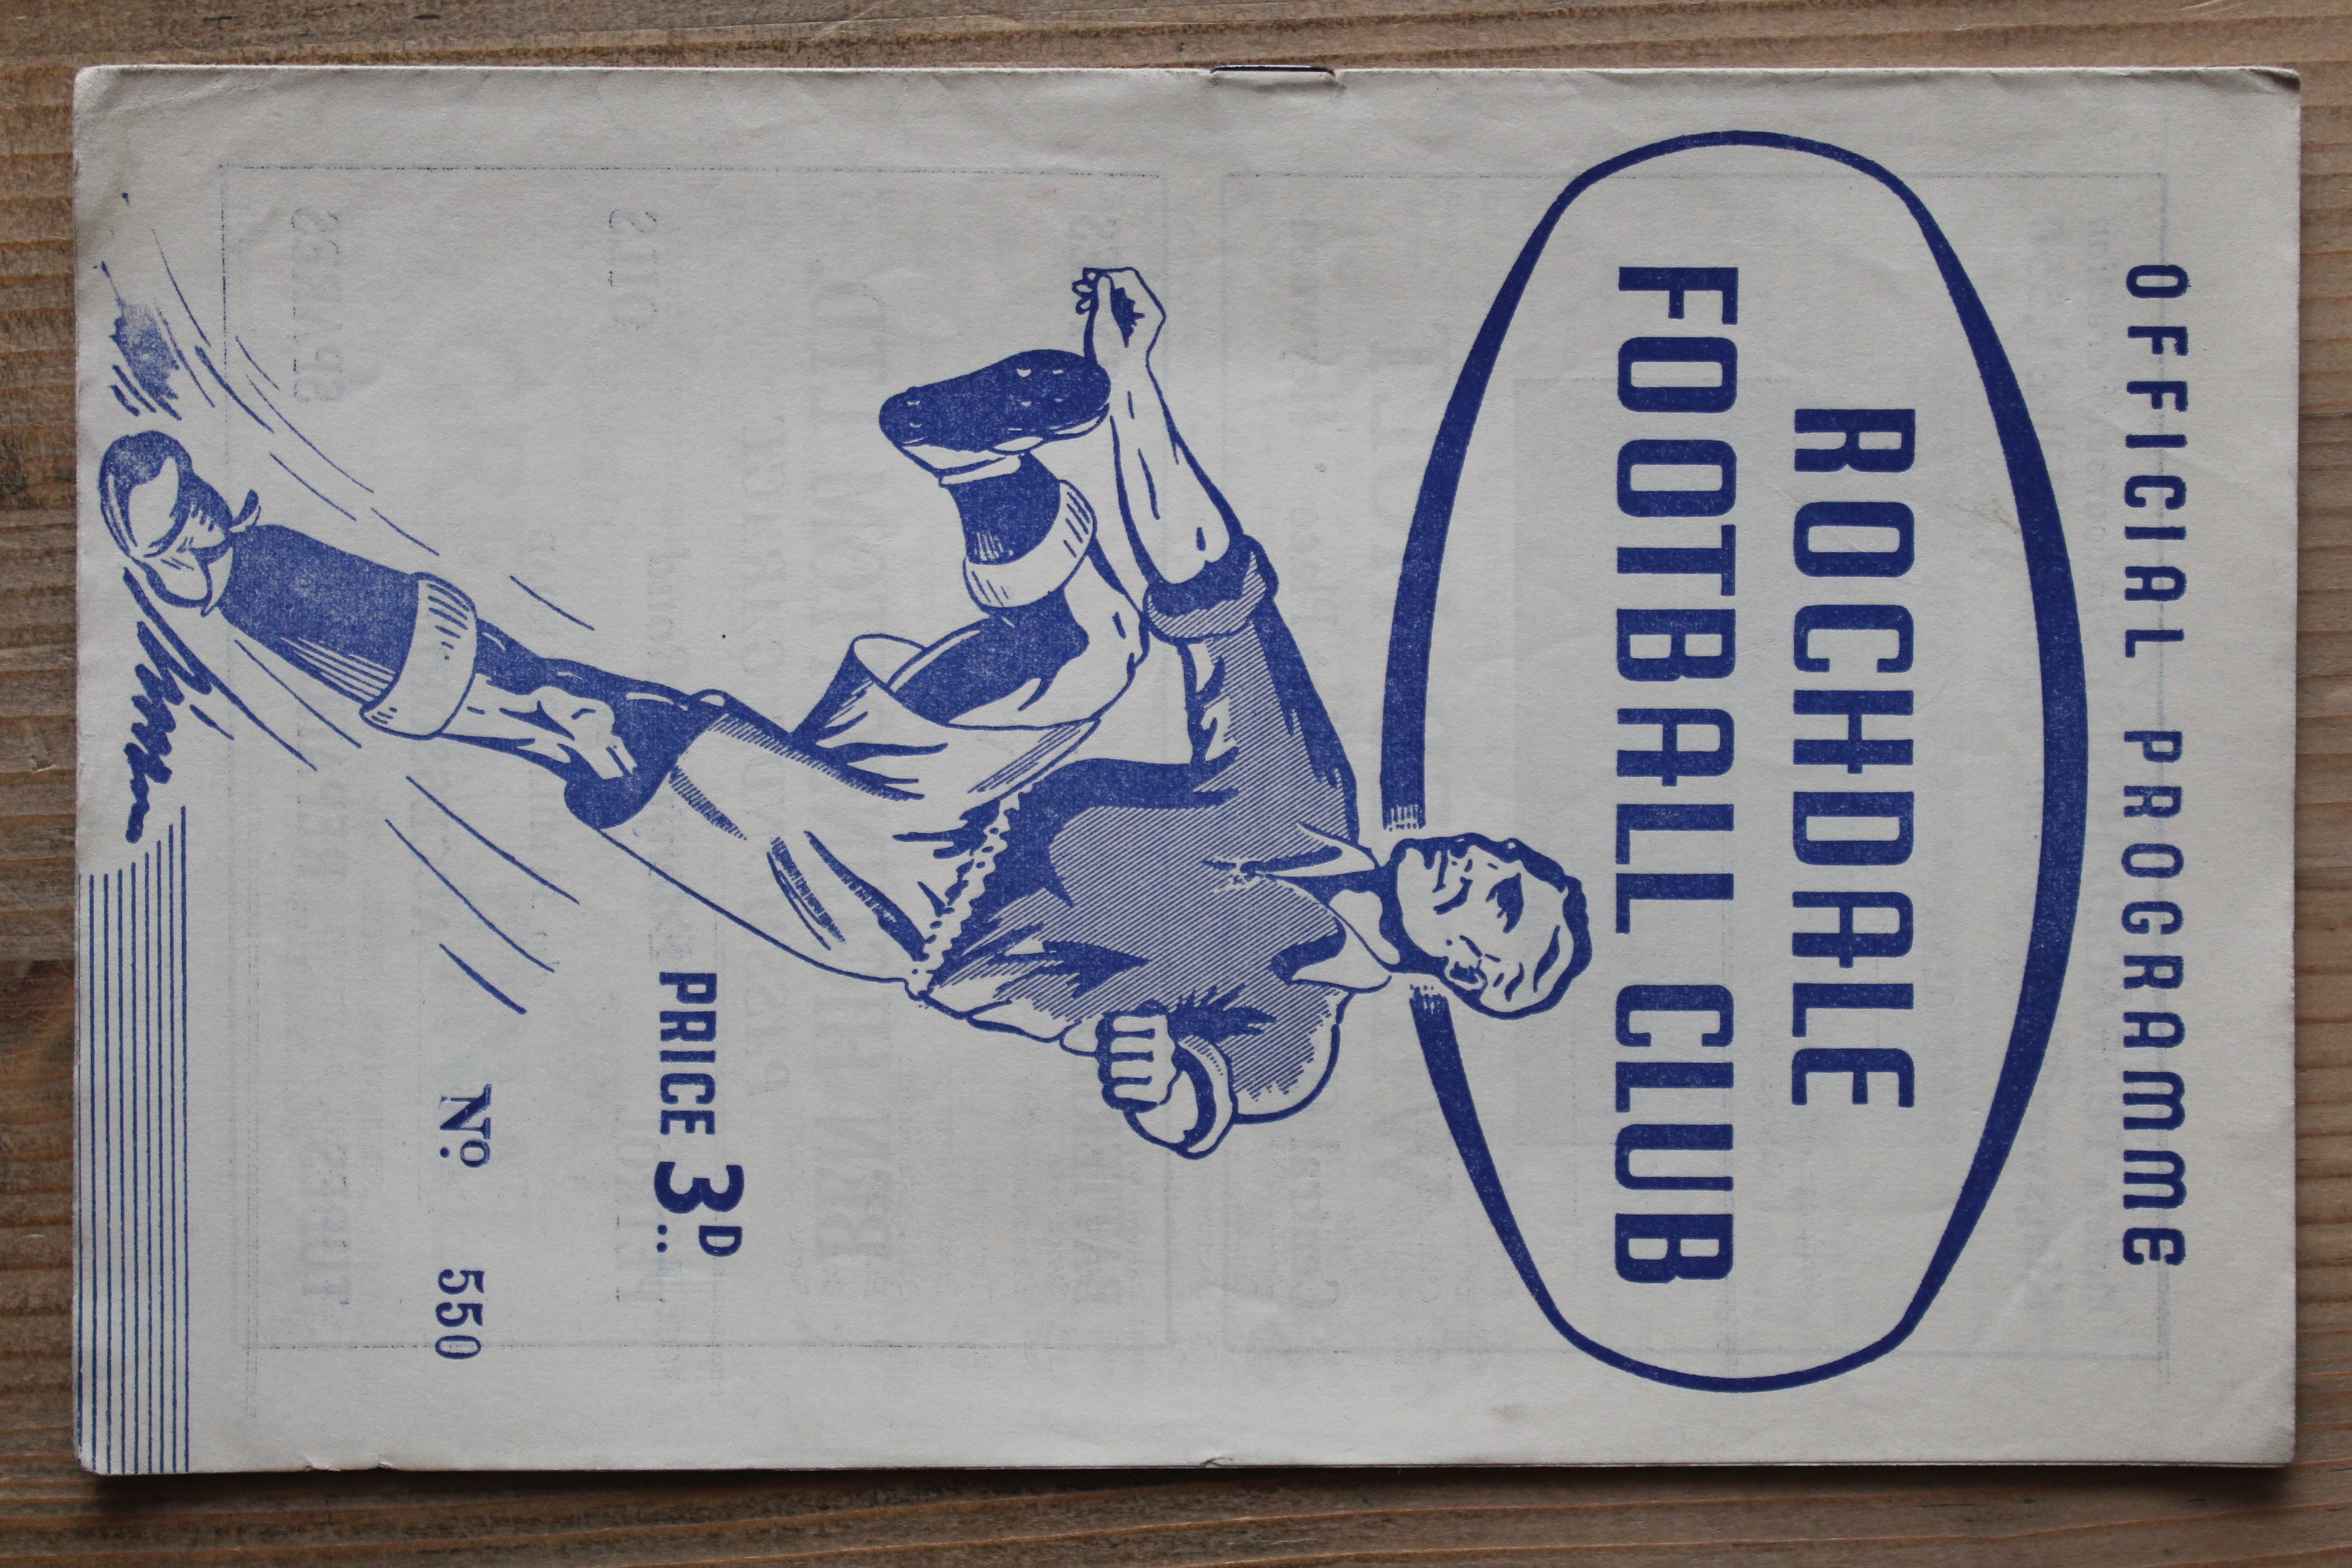 OFFICIAL PROGRAMME
ROCHDALE
FOOTBALL CLUB
PRICE 3D..
No. 550